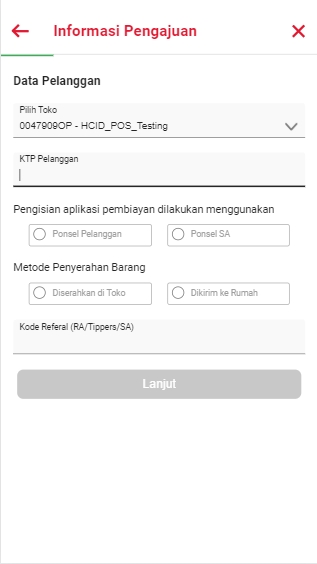 Informasi Pengajuan
Data Pelanggan
Pilih Toko
0047909OP - HCID_POS_Testing
KTP Pelanggan
Pengisian aplikasi pembiayan dilakukan menggunakan
Ponsel Pelanggan
Ponsel SA
Metode Penyerahan Barang
Diserahkan di Toko
Dikirim ke Rumah
Kode Referal (RA/Tippers/SA)
Lanjut